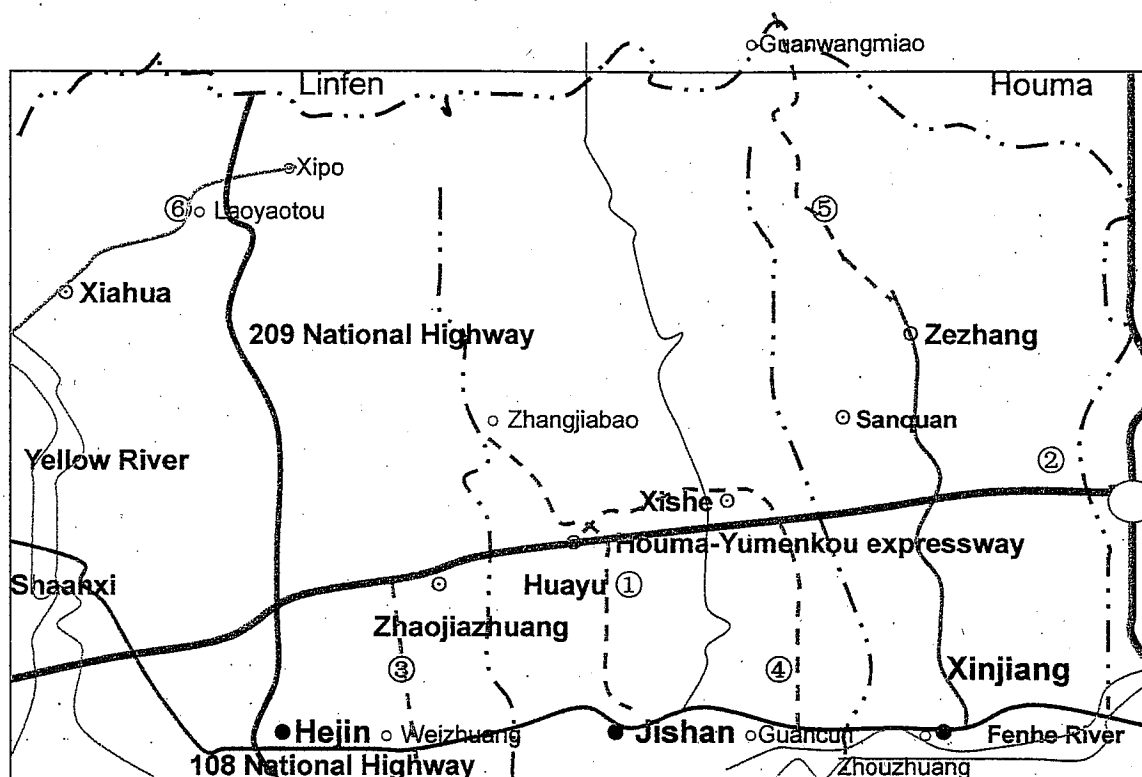 Guanwangmiao
Linfen
Houma
Xipo
⑥
Laoyaotou
⑤
Xiahua
209 National Highway
Zezhang
Zhangjiabao
Sanquan
Yellow River
②
Xishe
Houma-Yumenkou expressway
Shaanxi
Huayu
①
Zhaojiazhuang
③
④
Xinjiang
Hejin
Weizhuang
Jishan
Guancun
Fenhe River
108 National Highway
Zhouzhuang